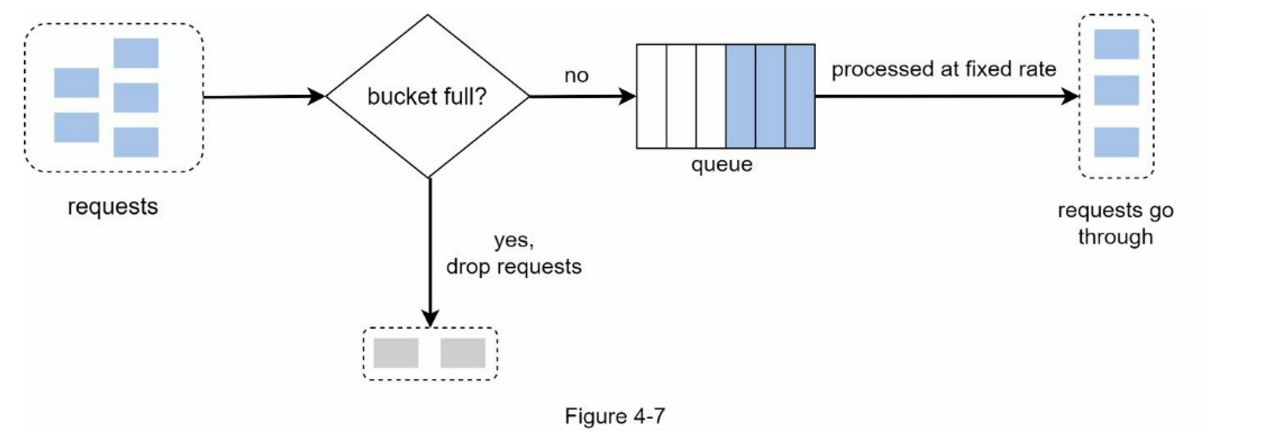 requests
bucket full?
no
queue
processed at fixed rate
requests go
through
yes,
drop requests
Figure 4-7